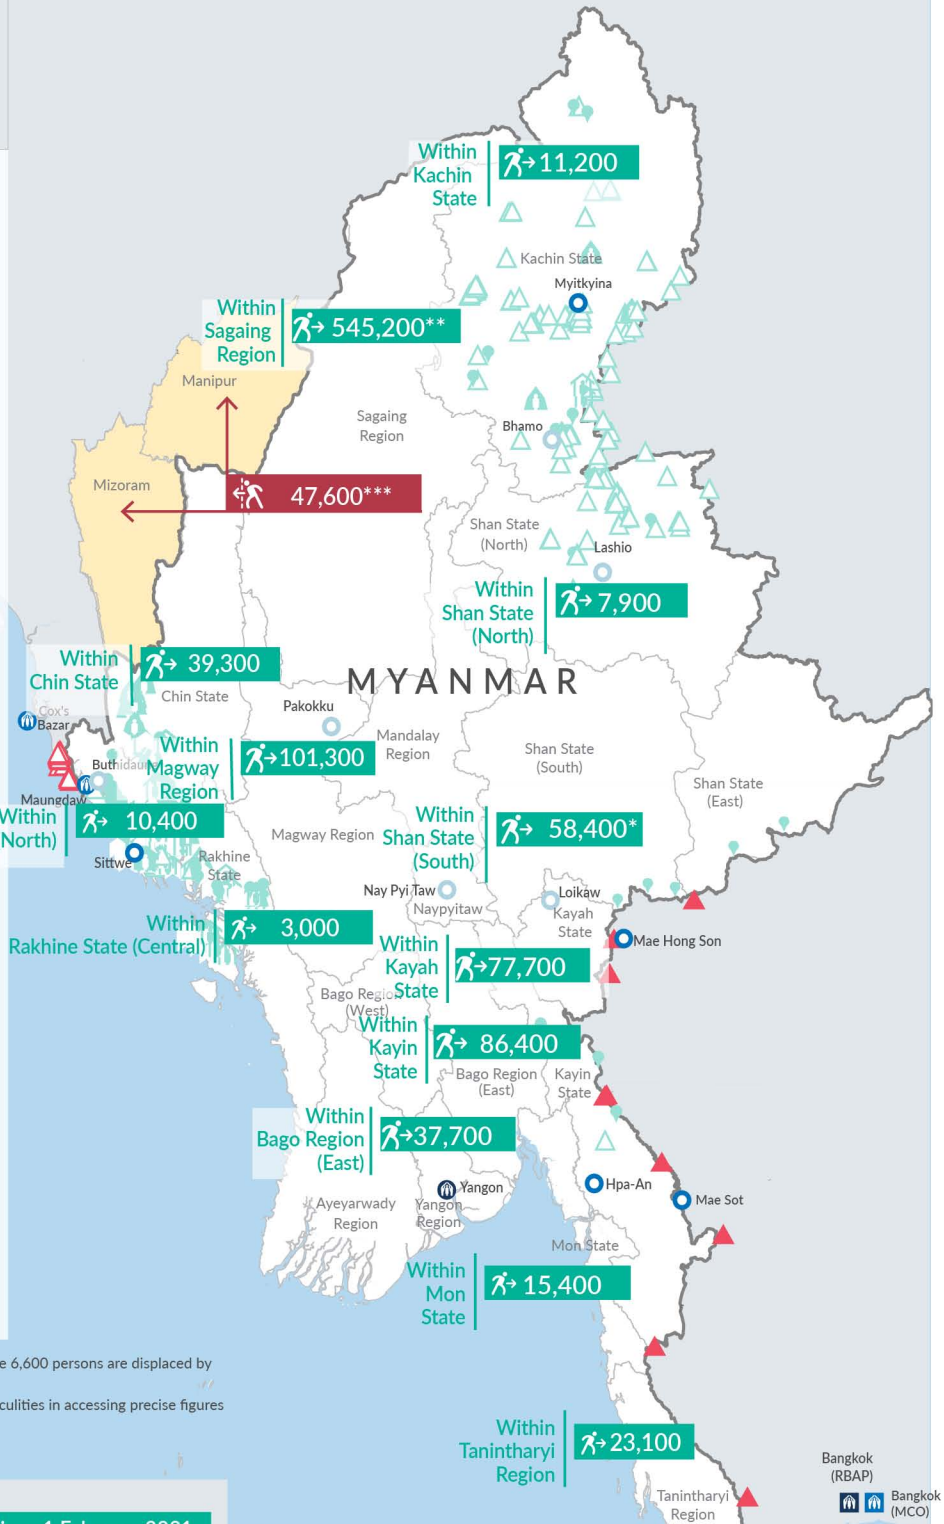 Within
Kachin
State
11,200
Kachin State
Myitkyina
Within
Sagaing
Region
545,200**
Manipur
Sagaing
Region
Bhamo
Mizoram
47,600***
Shan State
(North)
Lashio
Within
Shan State
(North)
7,900
Within
Chin State
39,300
MYANMAR
Chin State
Pakokku
Cox's
Bazar
Mandalay
Region
Within
Magway
Region
101,300
Shan State
(South)
Shan State
(East)
Maungdaw
Within
North)
10,400
Magway Region
Within
Shan State
(South)
58,400*
Sittwe
Rakhine
State
Nay Pyi Taw
Naypyitaw
Loikaw
Kayah
State
Within
Rakhine State (Central)
3,000
Mae Hong Son
Within
Kayah
State
77,700
Bago Region
(West)
Within
Kayin
State
86,400
Bago Region
(East)
Kayin
State
Within
Bago Region
(East)
37,700
Yangon
Hpa-An
Mae Sot
Ayeyarwady
Region
Yangon
Region
Mon State
Within
Mon
State
15,400
e 6,600 persons are displaced by
culities in accessing precise figures
Within
Tanintharyi
Region
23,100
Bangkok
(RBAP)
Tanintharyi
Region
Bangkok
(MCO)